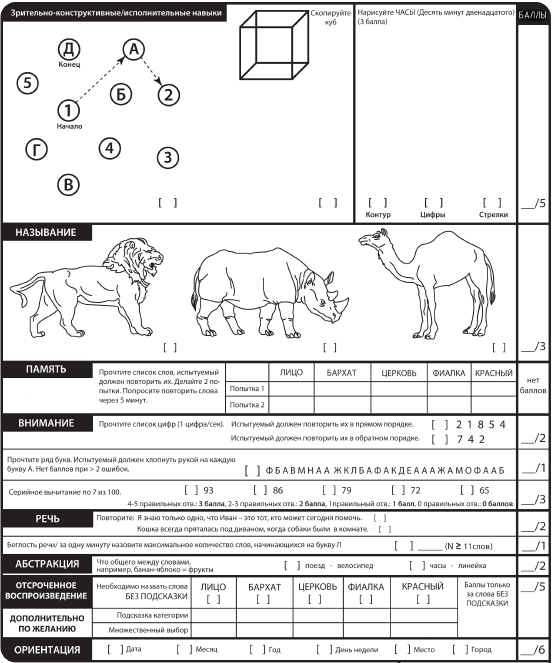 Зрительно-конструктивные/исполнительные навыки
Скопируйте
куб
Нарисуйте ЧАСЫ (Десять минут двенадцатого)
(3 балла)
БАЛЛЫ
Д
Конец
А
5
Б
2
1
Начало
Г
4
3
В
[ ] [ ] [ ] [ ] [ ] __/5
Контур Цифры Стрелки
НАЗЫВАНИЕ
[ ] [ ] [ ] __/3
ПАМЯТЬ
Прочтите список слов, испытуемый
должен повторить их. Делайте 2 по-
пытки. Попросите повторить слова
через 5 минут.
ЛИЦО БАРХАТ ЦЕРКОВЬ ФИАЛКА КРАСНЫЙ
Попытка 1
Попытка 2
нет
баллов
ВНИМАНИЕ
Прочтите список цифр (1 цифра/сек). Испытуемый должен повторить их в прямом порядке. [ ] 2 1 8 5 4
Испытуемый должен повторить их в обратном порядке. [ ] 7 4 2 __/2
Прочтите ряд букв. Испытуемый должен хлопнуть рукой на каждую
букву А. Нет баллов при > 2 ошибок. [ ] Ф Б А В М Н А А Ж К Л Б А Ф А К Д Е А А А Ж А М О Ф А А Б __/1
Серийное вычитание по 7 из 100. [ ] 93 [ ] 86 [ ] 79 [ ] 72 [ ] 65
4-5 правильных отв.: 3 балла, 2-3 правильных отв.: 2 балла, 1правильный отв.: 1 балл, 0 правильных отв.: 0 баллов. __/3
РЕЧЬ
Повторите: Я знаю только одно, что Иван – это тот, кто может сегодня помочь. [ ]
Кошка всегда пряталась под диваном, когда собаки были в комнате. [ ] __/2
Беглость речи/ за одну минуту назовите максимальное количество слов, начинающихся на букву Л [ ] _____ (N ≥ 11слов) __/1
АБСТРАКЦИЯ
Что общего между словами,
например, банан-яблоко = фрукты [ ] поезд - велосипед [ ] часы - линейка __/2
ОТСРОЧЕННОЕ
ВОСПРОИЗВЕДЕНИЕ
Необходимо назвать слова
БЕЗ ПОДСКАЗКИ
ЛИЦО БАРХАТ ЦЕРКОВЬ ФИАЛКА КРАСНЫЙ
[ ] [ ] [ ] [ ] [ ]
Баллы только
за слова БЕЗ
ПОДСКАЗКИ
__/5
ДОПОЛНИТЕЛЬНО
ПО ЖЕЛАНИЮ
Подсказка категории
Множественный выбор
ОРИЕНТАЦИЯ [ ] Дата [ ] Месяц [ ] Год [ ] День недели [ ] Место [ ] Город __/6